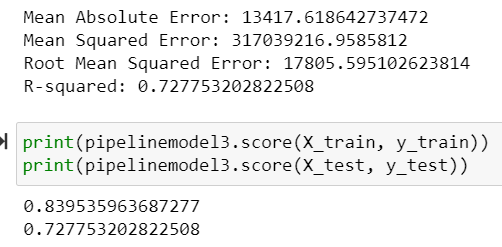 Mean Absolute Error: 13417.618642737472
Mean Squared Error: 317039216.9585812
Root Mean Squared Error: 17805.595102623814
R-squared: 0.727753202822508
print(pipelinemodel3.score(X_train, y_train))
print(pipelinemodel3.score(X_test, y_test))
0.839535963687277
0.727753202822508